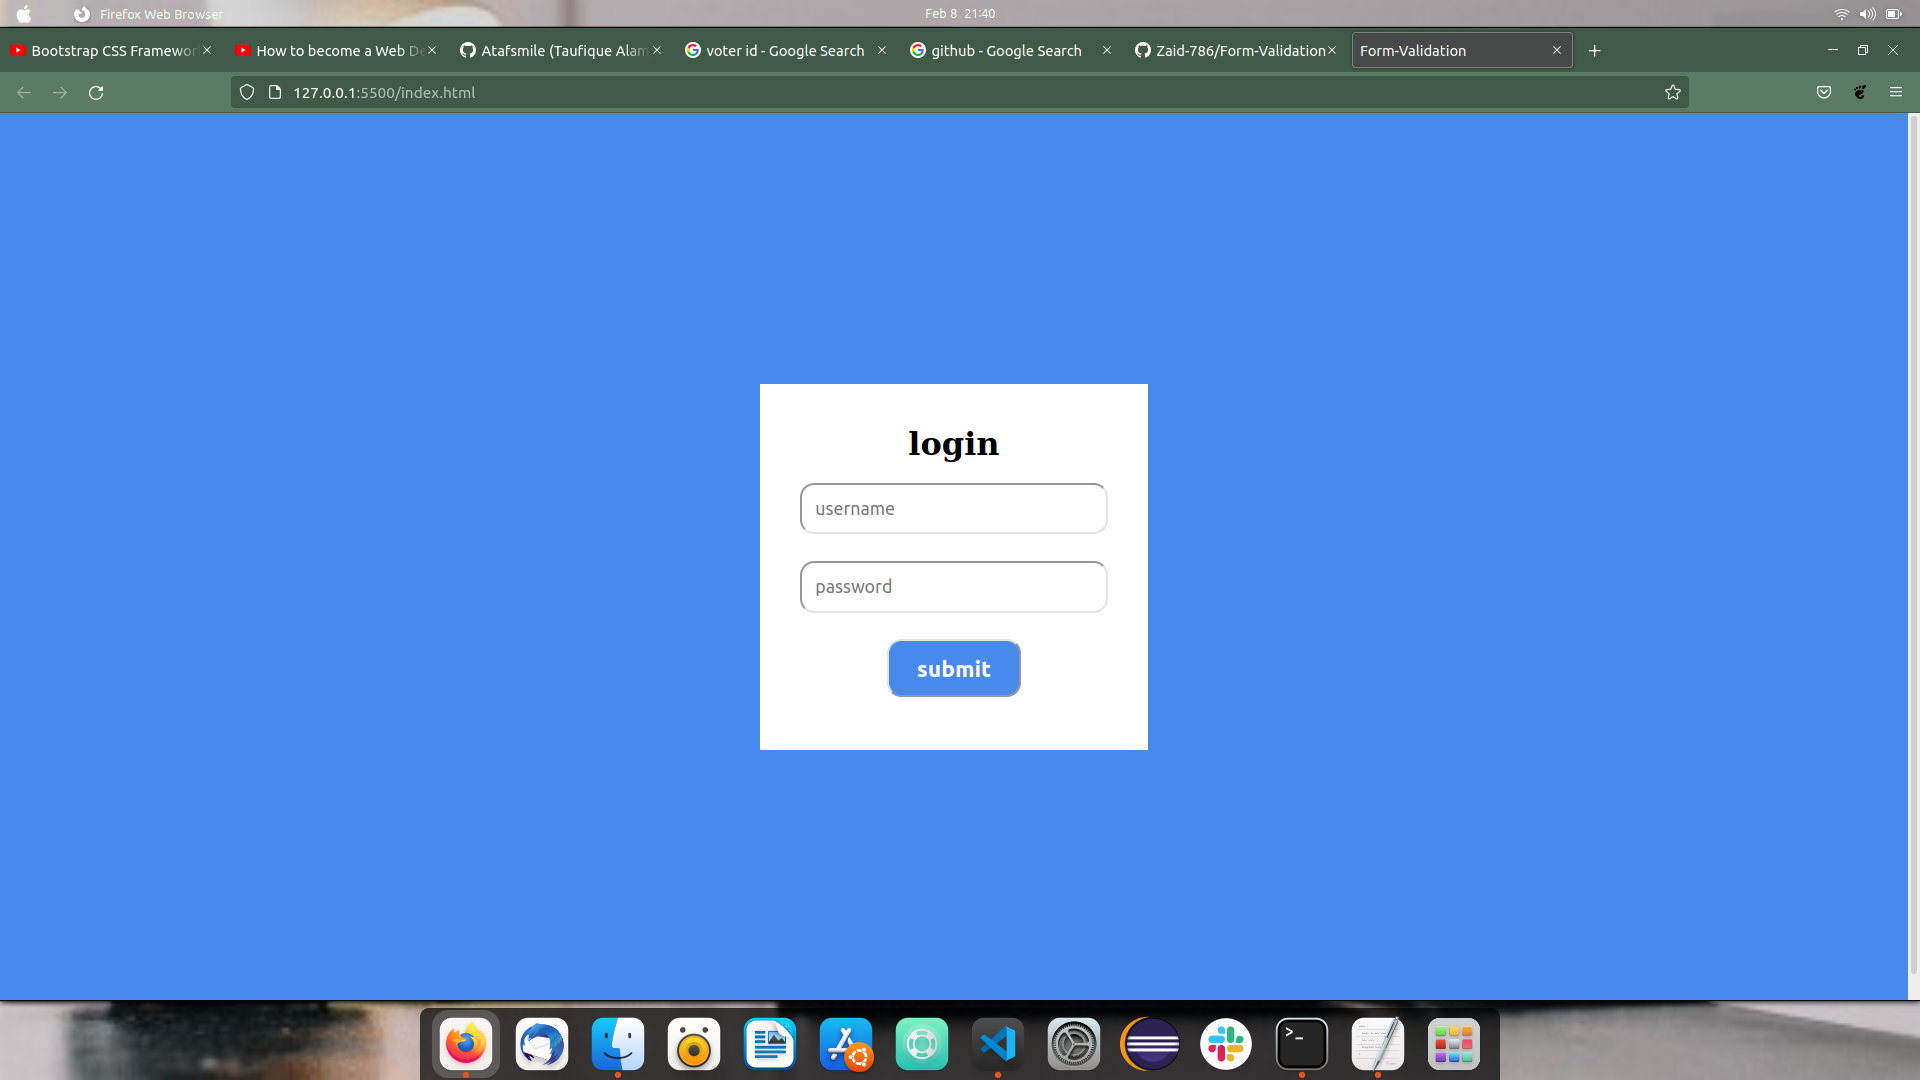 Firefox Web Browser
Feb 8 21:40
Bootstrap CSS Framewor
How to become a Web De
Atafsmile (Taufique Alam
voter id - Google Search
github - Google Search
Zaid-786/Form-Validation
Form-Validation
127.0.0.1:5500/index.html
login
username
password
submit